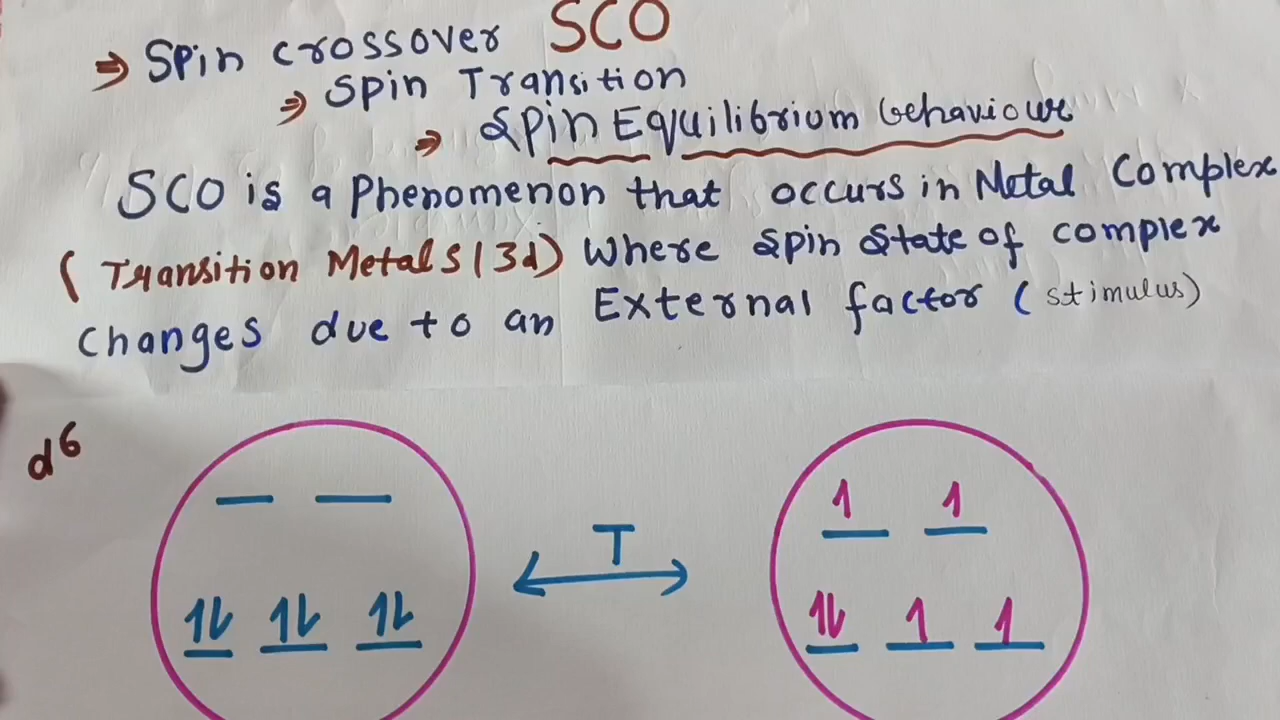 ⇒ Spin crossover SCO
⇒ Spin Transition
⇒ Spin Equilibrium behaviour
SCO is a Phenomenon that occurs in Metal Complex
(Transition Metals (3d) Where Spin State of complex
changes due to an External factor (stimulus)
d⁶
T